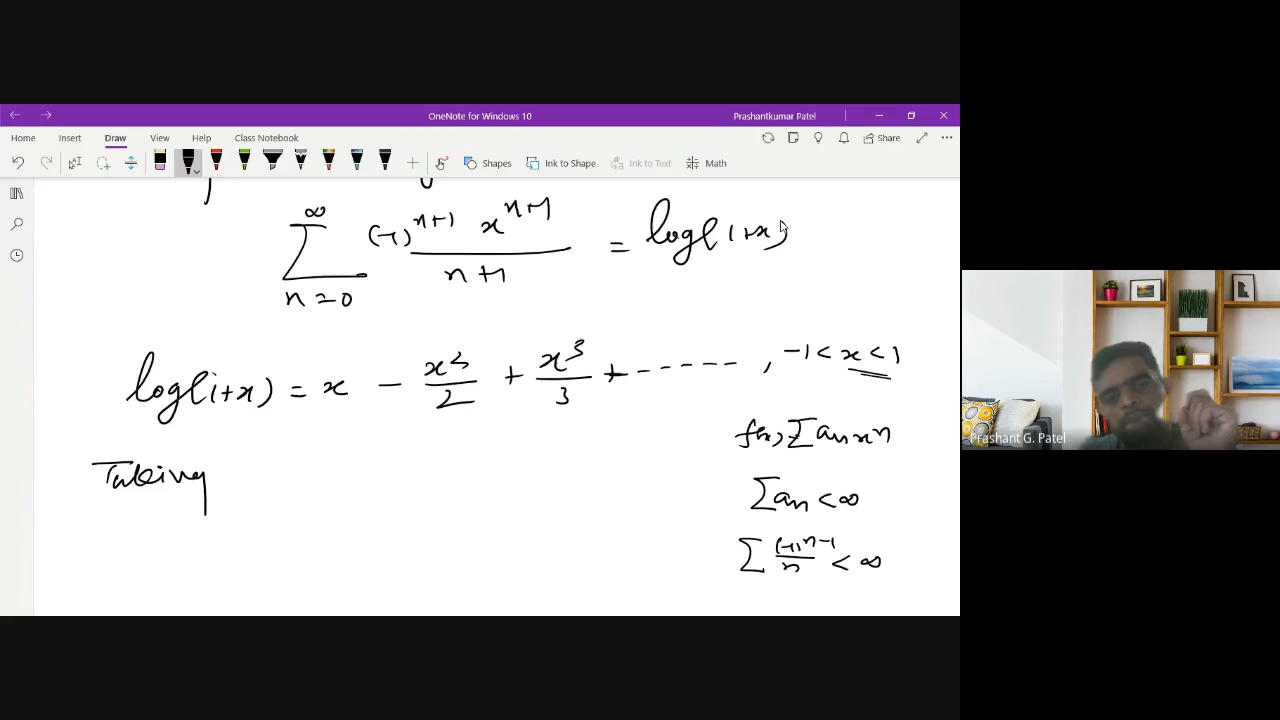 OneNote for Windows 10
Prashantkumar Patel
Home Insert Draw View Help Class Notebook
Share
Shapes Ink to Shape Ink to Text Math
∞
∑ (-1)^{n+1} x^{n+1} / n+1 = log(1+x)
n=0
log(1+x) = x - x²/2 + x³/3 + ------- , -1 < x < 1
f(x) ∑ aₙ xⁿ
Prashant G. Patel
Taking
∑ aₙ < ∞
∑ (-1)^{n-1} / n < ∞